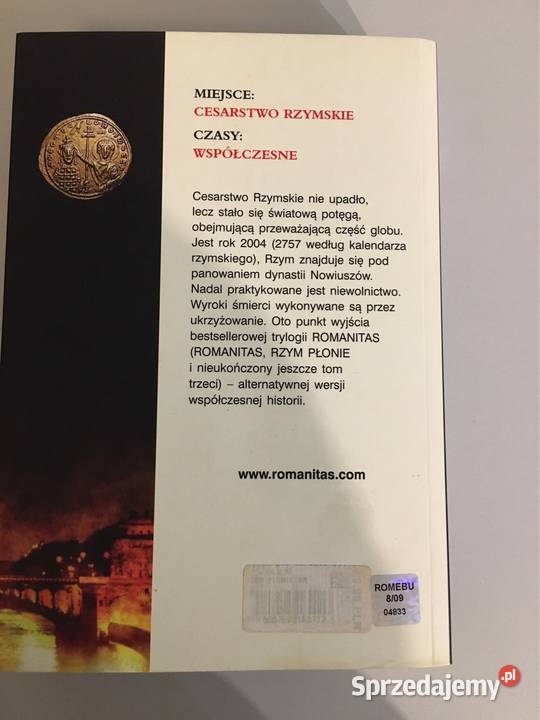 MIEJSCE:
CESARSTWO RZYMSKIE
CZASY:
WSPÓŁCZESNE
Cesarstwo Rzymskie nie upadło,
lecz stało się światową potęgą,
obejmującą przeważającą część globu.
Jest rok 2004 (2757 według kalendarza
rzymskiego), Rzym znajduje się pod
panowaniem dynastii Nowiuszów.
Nadal praktykowane jest niewolnictwo.
Wyroki śmierci wykonywane są przez
ukrzyżowanie. Oto punkt wyjścia
bestsellerowej trylogii ROMANITAS
(ROMANITAS, RZYM PŁONIE
i nieukończony jeszcze tom
trzeci) – alternatywnej wersji
współczesnej historii.
www.romanitas.com
ROMEBU
8/09
04833
Sprzedajemy.pl